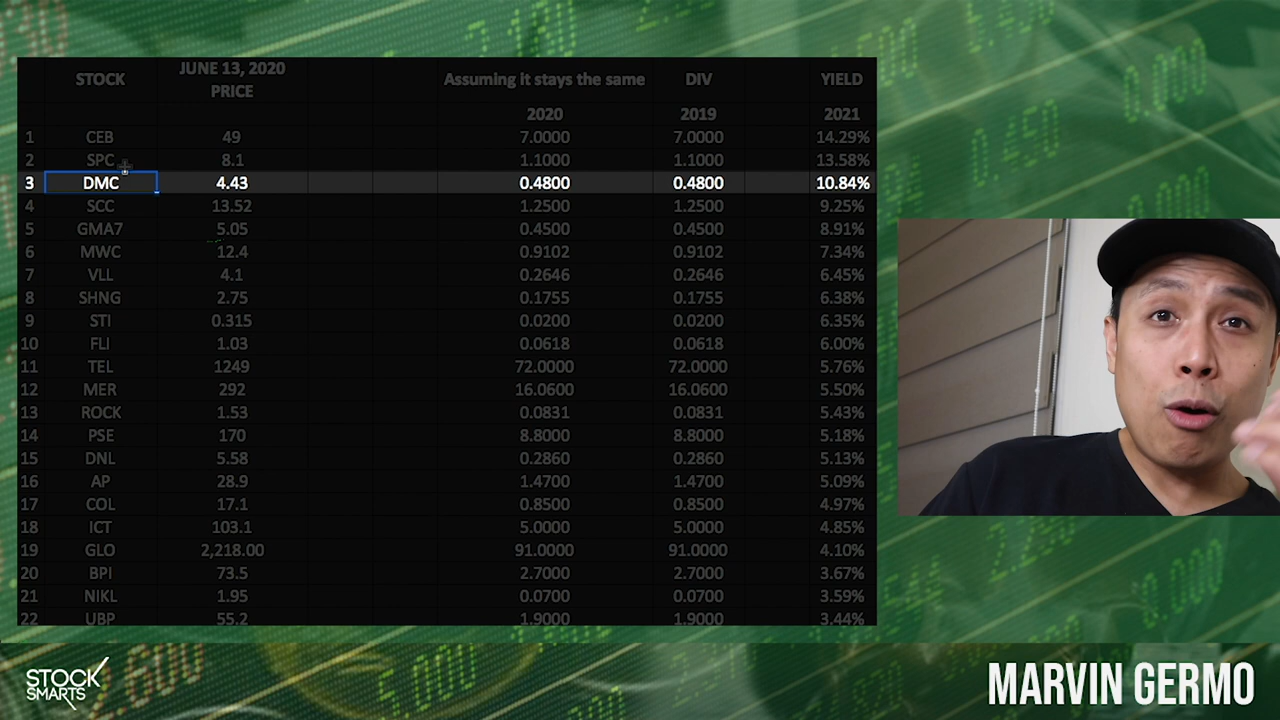 STOCK JUNE 13, 2020 PRICE Assuming it stays the same DIV YIELD
2020 2019 2021
1 CEB 49 7.0000 7.0000 14.29%
2 SPC 8.1 1.1000 1.1000 13.58%
3 DMC 4.43 0.4800 0.4800 10.84%
4 SCC 13.52 1.2500 1.2500 9.25%
5 GMA7 5.05 0.4500 0.4500 8.91%
6 MWC 12.4 0.9102 0.9102 7.34%
7 VLL 4.1 0.2646 0.2646 6.45%
8 SHNG 2.75 0.1755 0.1755 6.38%
9 STI 0.315 0.0200 0.0200 6.35%
10 FLI 1.03 0.0618 0.0618 6.00%
11 TEL 1249 72.0000 72.0000 5.76%
12 MER 292 16.0600 16.0600 5.50%
13 ROCK 1.53 0.0831 0.0831 5.43%
14 PSE 170 8.8000 8.8000 5.18%
15 DNL 5.58 0.2860 0.2860 5.13%
16 AP 28.9 1.4700 1.4700 5.09%
17 COL 17.1 0.8500 0.8500 4.97%
18 ICT 103.1 5.0000 5.0000 4.85%
19 GLO 2,218.00 91.0000 91.0000 4.10%
20 BPI 73.5 2.7000 2.7000 3.67%
21 NIKL 1.95 0.0700 0.0700 3.59%
22 UBP 55.2 1.9000 1.9000 3.44%
STOCK
SMARTS
MARVIN GERMO
2.600
0.450
0.000